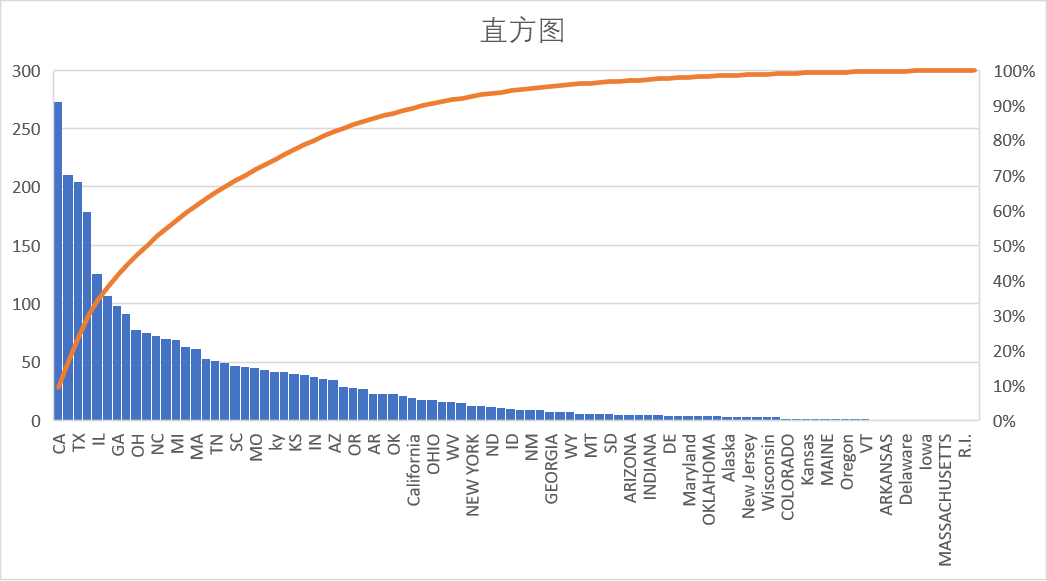 直方图
300
250
200
150
100
50
0
100%
90%
80%
70%
60%
50%
40%
30%
20%
10%
0%
CA
TX
IL
GA
OH
NC
MI
MA
TN
SC
MO
ky
KS
IN
AZ
OR
AR
OK
California
OHIO
WV
NEW YORK
ND
ID
NM
GEORGIA
WY
MT
SD
ARIZONA
INDIANA
DE
Maryland
OKLAHOMA
Alaska
New Jersey
Wisconsin
COLORADO
Kansas
MAINE
Oregon
VT
ARKANSAS
Delaware
Iowa
MASSACHUSETTS
R.I.